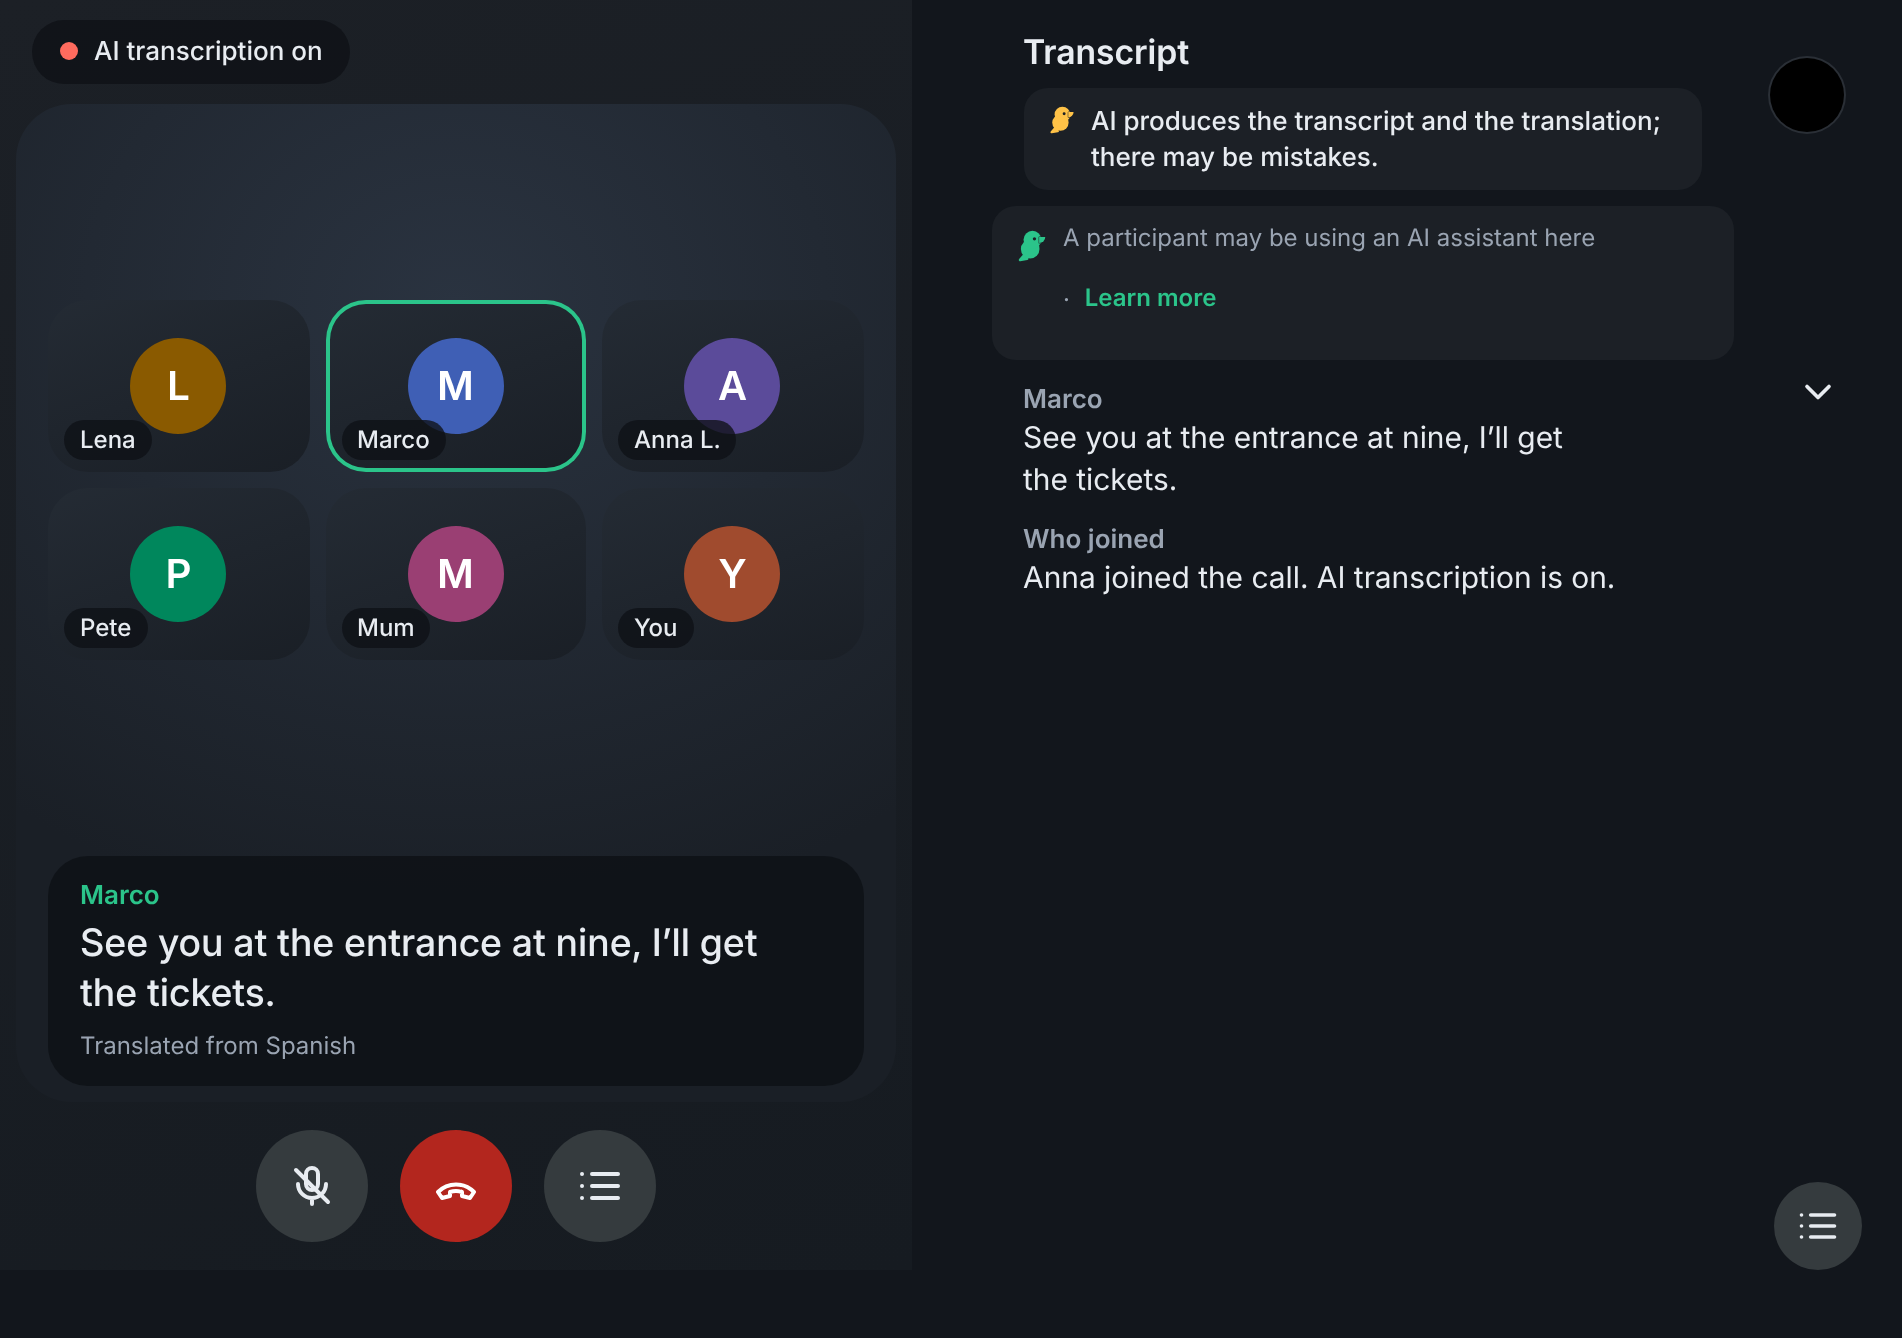 AI transcription on
L
Lena
M
Marco
A
Anna L.
P
Pete
M
Mum
Y
You
Marco
See you at the entrance at nine, I’ll get
the tickets.
Translated from Spanish
Transcript
AI produces the transcript and the translation;
there may be mistakes.
A participant may be using an AI assistant here
· Learn more
Marco
See you at the entrance at nine, I’ll get
the tickets.
Who joined
Anna joined the call. AI transcription is on.